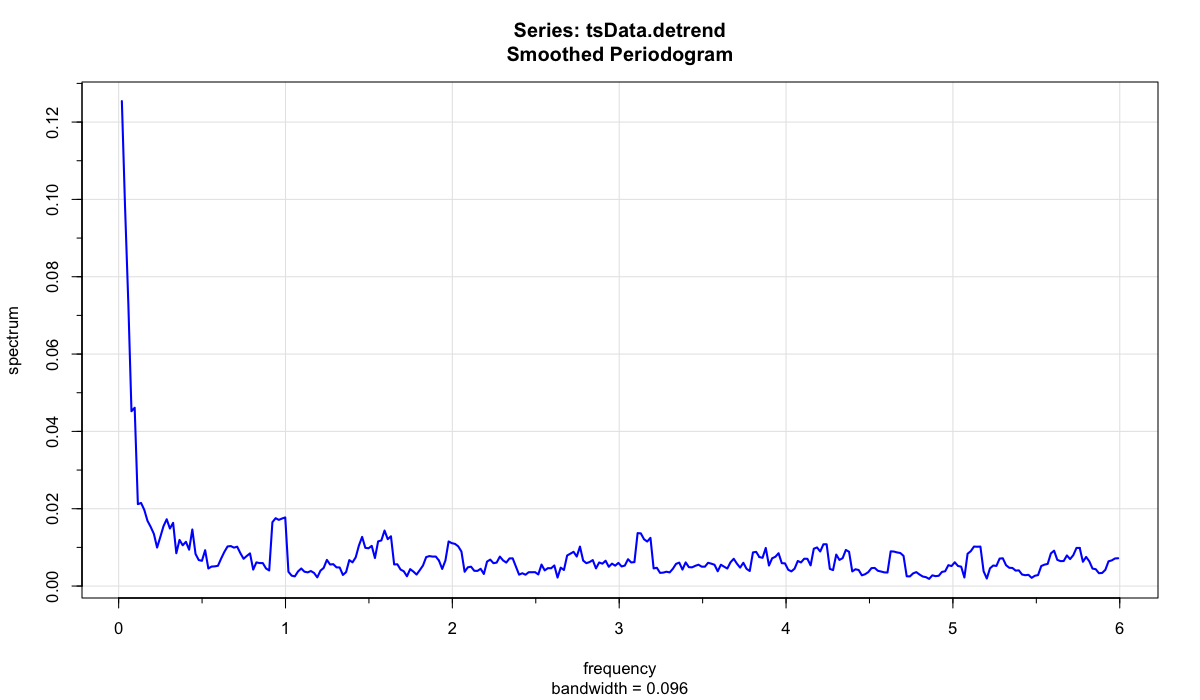 Series: tsData.detrend
Smoothed Periodogram
spectrum
0.12
0.10
0.08
0.06
0.04
0.02
0.00
0 1 2 3 4 5 6
frequency
bandwidth = 0.096